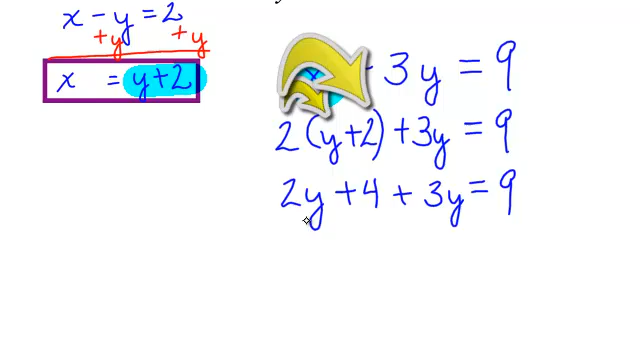 x - y = 2
+y +y
x = y+2
3y = 9
2(y+2) + 3y = 9
2y + 4 + 3y = 9